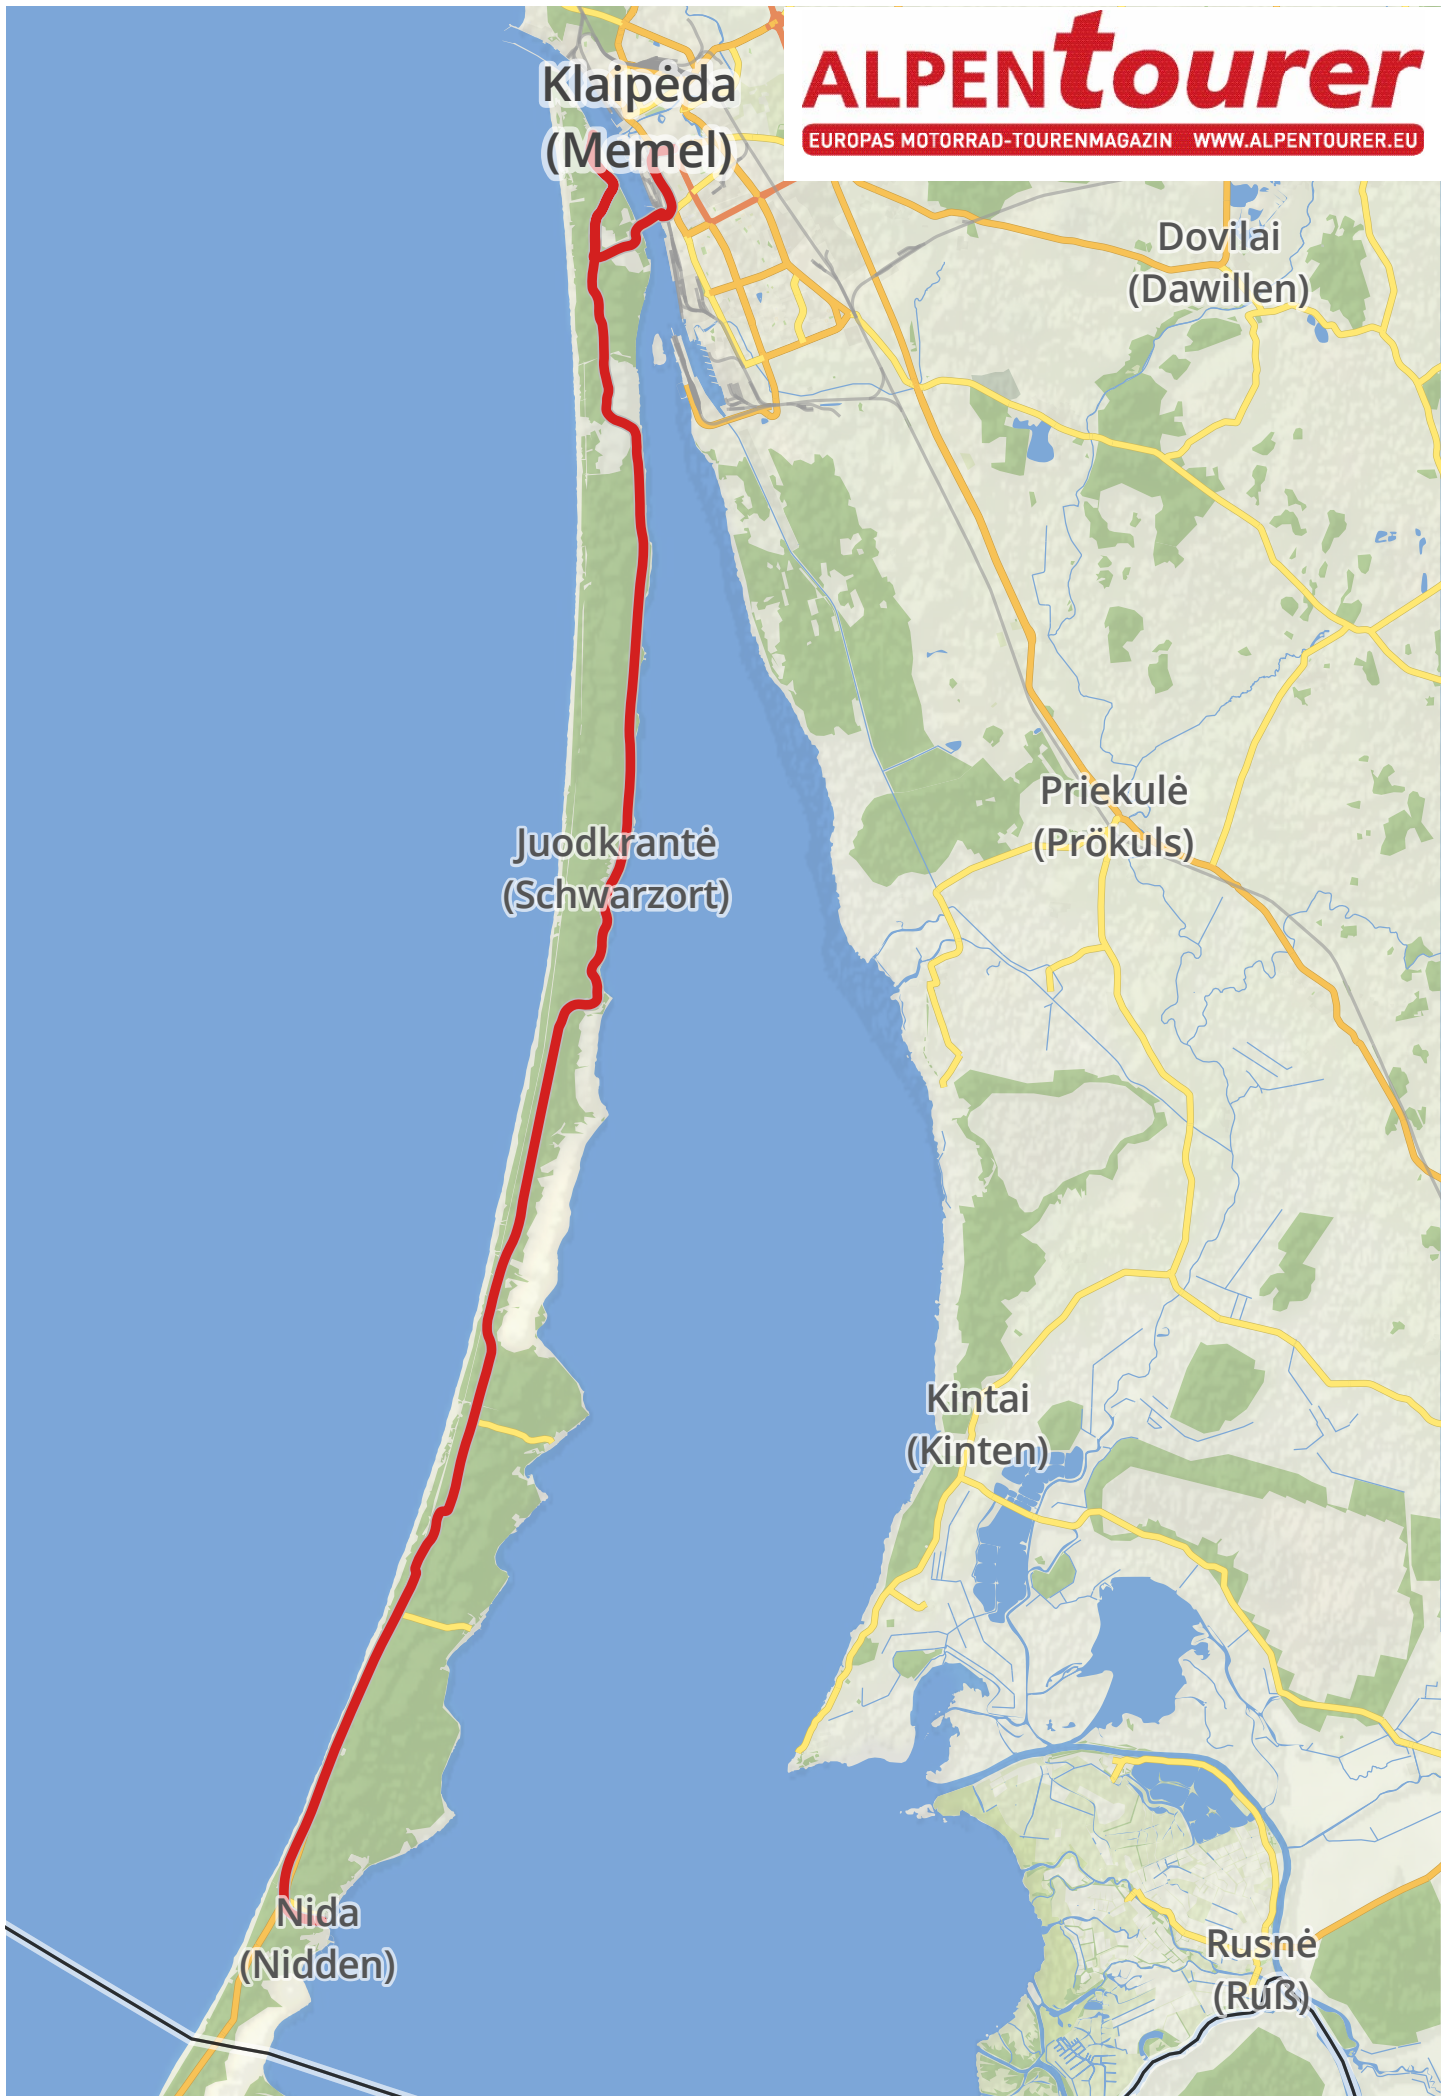 ALPENtourer
EUROPAS MOTORRAD-TOURENMAGAZIN WWW.ALPENTOURER.EU
Klaipėda
(Memel)
Dovilai
(Dawillen)
Priekulė
(Prökuls)
Juodkrantė
(Schwarzort)
Kintai
(Kinten)
Nida
(Nidden)
Rusnė
(Ruß)